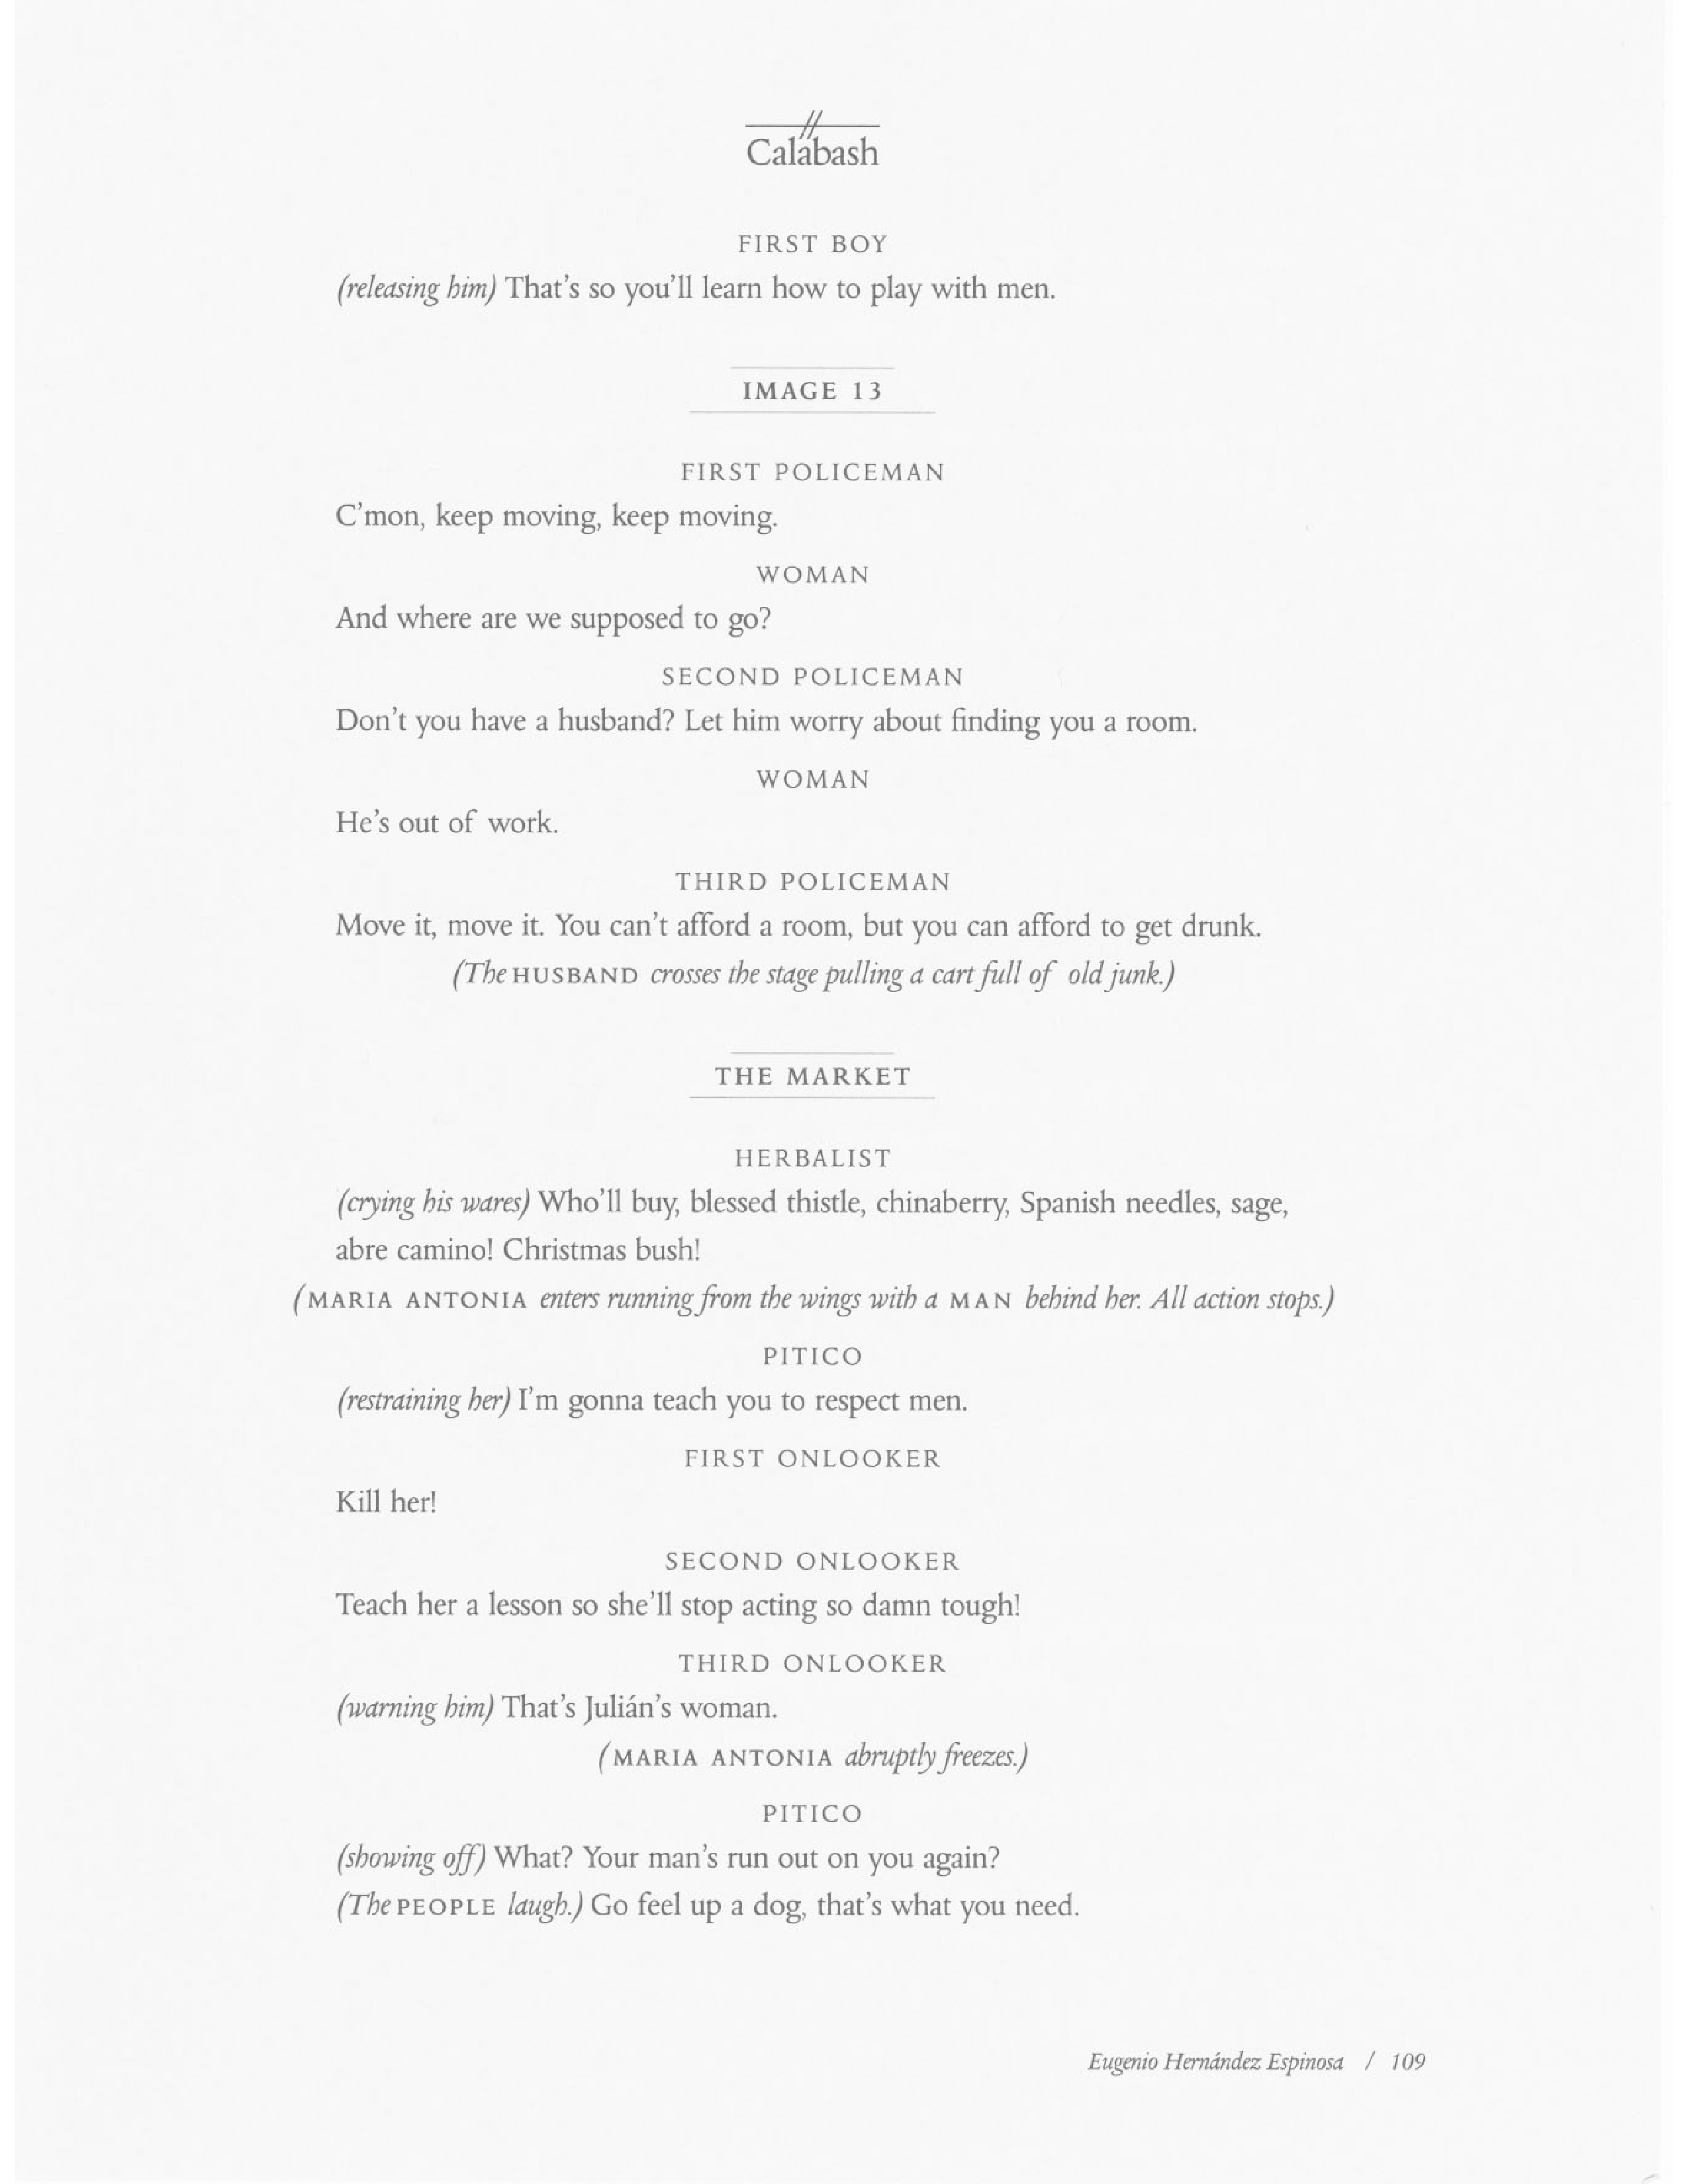 Calabash
FIRST BOY
(releasing him) That's so you'll learn how to play with men.
IMAGE 13
FIRST POLICEMAN
C'mon, keep moving, keep moving.
WOMAN
And where are we supposed to go?
SECOND POLICEMAN
Don't you have a husband? Let him worry about finding you a room.
WOMAN
He's out of work.
THIRD POLICEMAN
Move it, move it. You can't afford a room, but you can afford to get drunk.
(The HUSBAND crosses the stage pulling a cart full of old junk.)
THE MARKET
HERBALIST
(crying his wares) Who'll buy, blessed thistle, chinaberry, Spanish needles, sage,
abre camino! Christmas bush!
(MARIA ANTONIA enters running from the wings with a MAN behind her. All action stops.)
PITICO
(restraining her) I'm gonna teach you to respect men.
FIRST ONLOOKER
Kill her!
SECOND ONLOOKER
Teach her a lesson so she'll stop acting so damn tough!
THIRD ONLOOKER
(warning him) That's Julián's woman.
(MARIA ANTONIA abruptly freezes.)
PITICO
(showing off) What? Your man's run out on you again?
(The PEOPLE laugh.) Go feel up a dog, that's what you need.
Eugenio Hernández Espinosa / 109